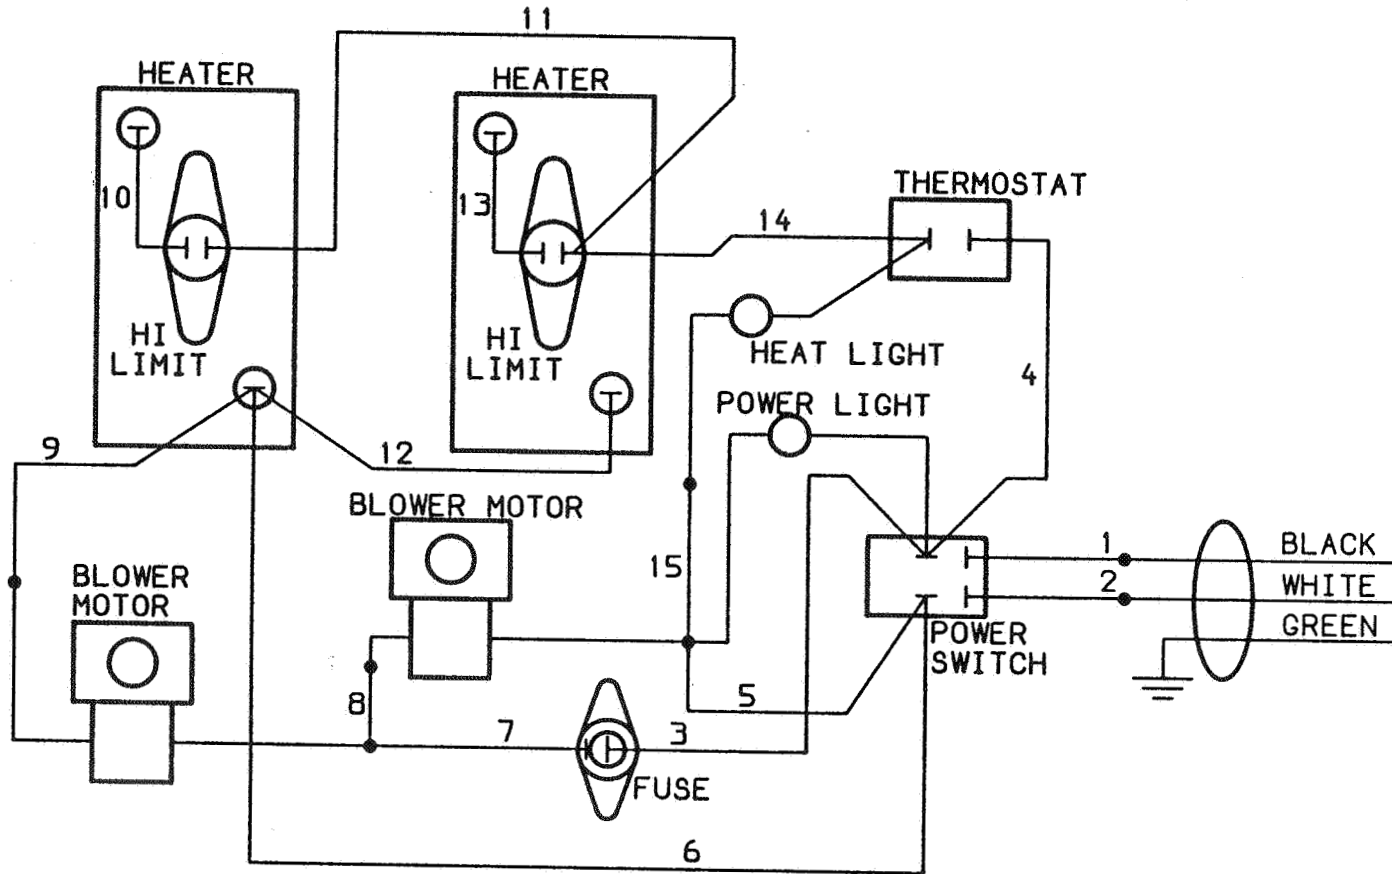 11
HEATER
HEATER
10
13
THERMOSTAT
14
HI
LIMIT
HI
LIMIT
HEAT LIGHT
4
POWER LIGHT
9
12
BLOWER MOTOR
15
1
BLACK
2
WHITE
GREEN
BLOWER
MOTOR
POWER
SWITCH
8
5
7
3
FUSE
6